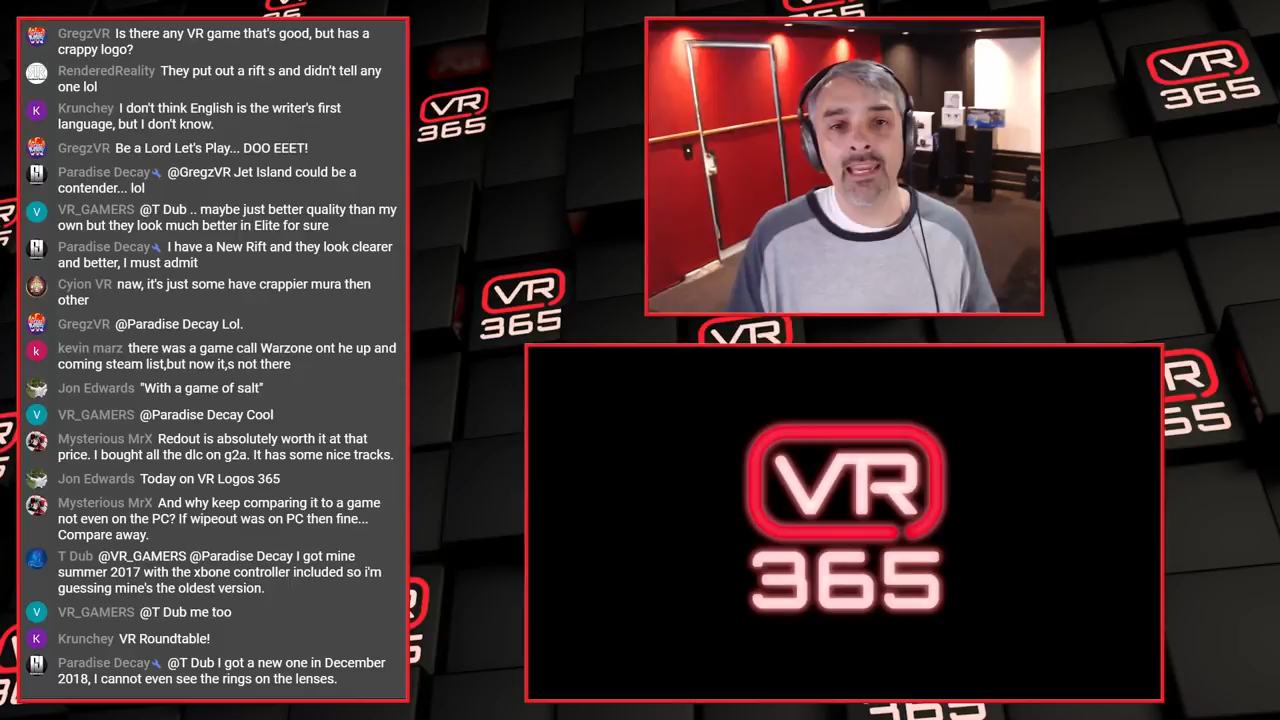 GregzVR Is there any VR game that's good, but has a
crappy logo?
RenderedReality They put out a rift s and didn't tell any
one lol
Krunchey I don't think English is the writer's first
language, but I don't know.
GregzVR Be a Lord Let's Play... DOO EEET!
Paradise Decay @GregzVR Jet Island could be a
contender... lol
VR_GAMERS @T Dub .. maybe just better quality than my
own but they look much better in Elite for sure
Paradise Decay I have a New Rift and they look clearer
and better, I must admit
Cyion VR naw, it's just some have crappier mura then
other
GregzVR @Paradise Decay Lol.
kevin marz there was a game call Warzone ont he up and
coming steam list,but now it,s not there
Jon Edwards "With a game of salt"
VR_GAMERS @Paradise Decay Cool
Mysterious MrX Redout is absolutely worth it at that
price. I bought all the dlc on g2a. It has some nice tracks.
Jon Edwards Today on VR Logos 365
Mysterious MrX And why keep comparing it to a game
not even on the PC? If wipeout was on PC then fine...
Compare away.
T Dub @VR_GAMERS @Paradise Decay I got mine
summer 2017 with the xbone controller included so i'm
guessing mine's the oldest version.
VR_GAMERS @T Dub me too
Krunchey VR Roundtable!
Paradise Decay @T Dub I got a new one in December
2018, I cannot even see the rings on the lenses.
VR
365
VR
365
VR
365
VR
VR
365